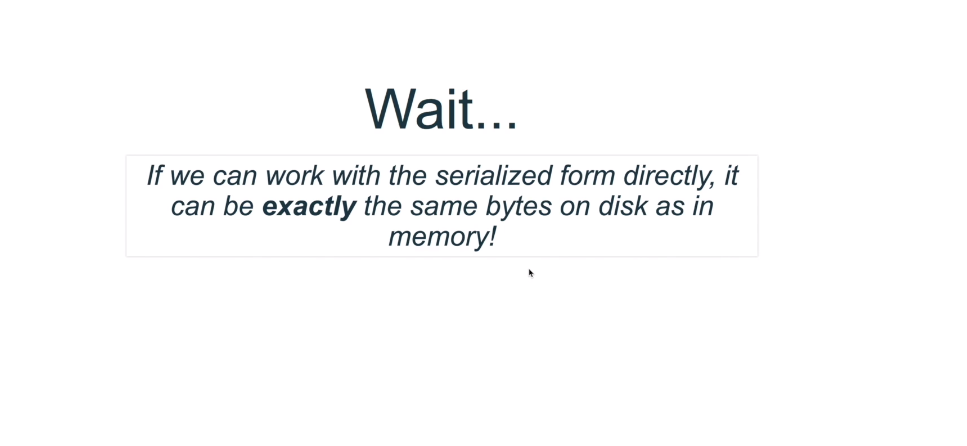 Wait...
If we can work with the serialized form directly, it
can be exactly the same bytes on disk as in
memory!